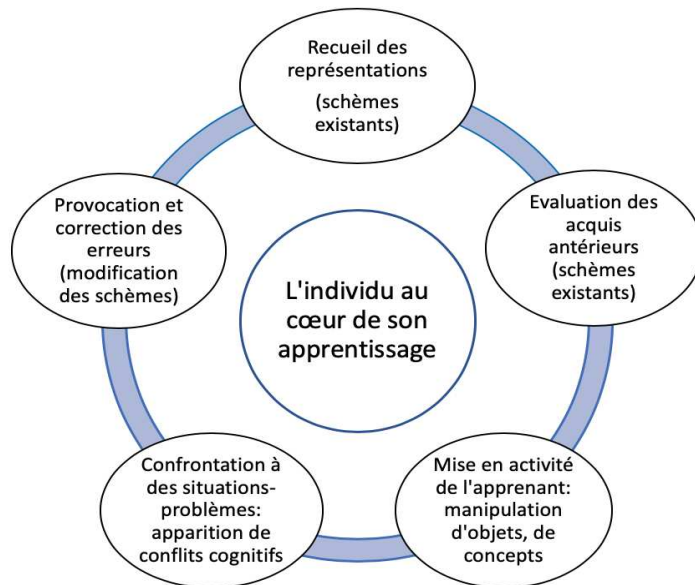 Recueil des
représentations
(schèmes
existants)
Evaluation des
acquis
antérieurs
(schèmes
existants)
Mise en activité
de l'apprenant:
manipulation
d'objets, de
concepts
Confrontation à
des situations-
problèmes:
apparition de
conflits cognitifs
Provocation et
correction des
erreurs
(modification
des schèmes)
L'individu au
cœur de son
apprentissage